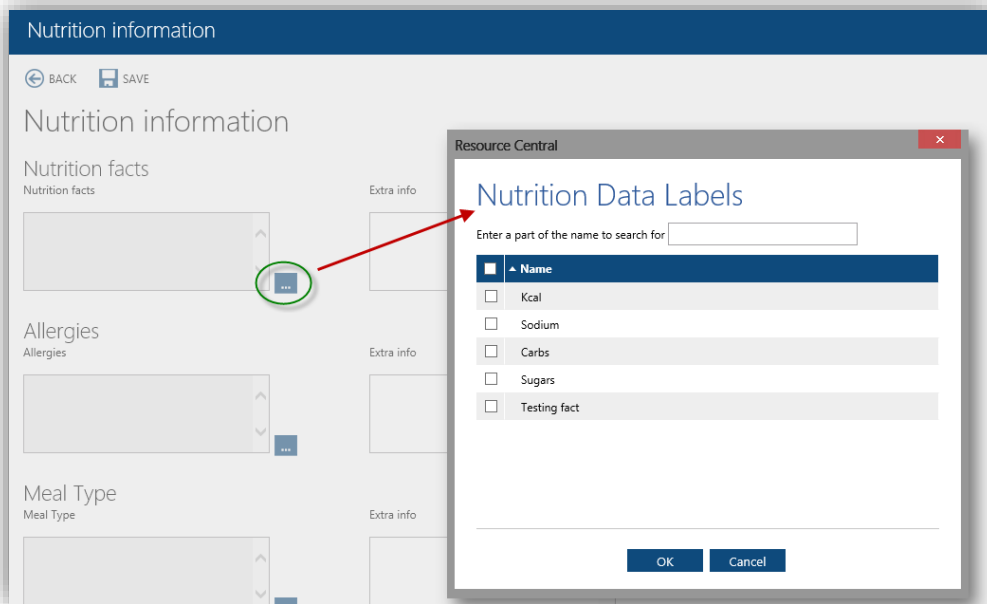 Nutrition information
BACK SAVE
Nutrition information
Nutrition facts
Nutrition facts Extra info
...
Allergies
Allergies Extra info
...
Meal Type
Meal Type Extra info
Resource Central
Nutrition Data Labels
Enter a part of the name to search for
Name
Kcal
Sodium
Carbs
Sugars
Testing fact
OK Cancel